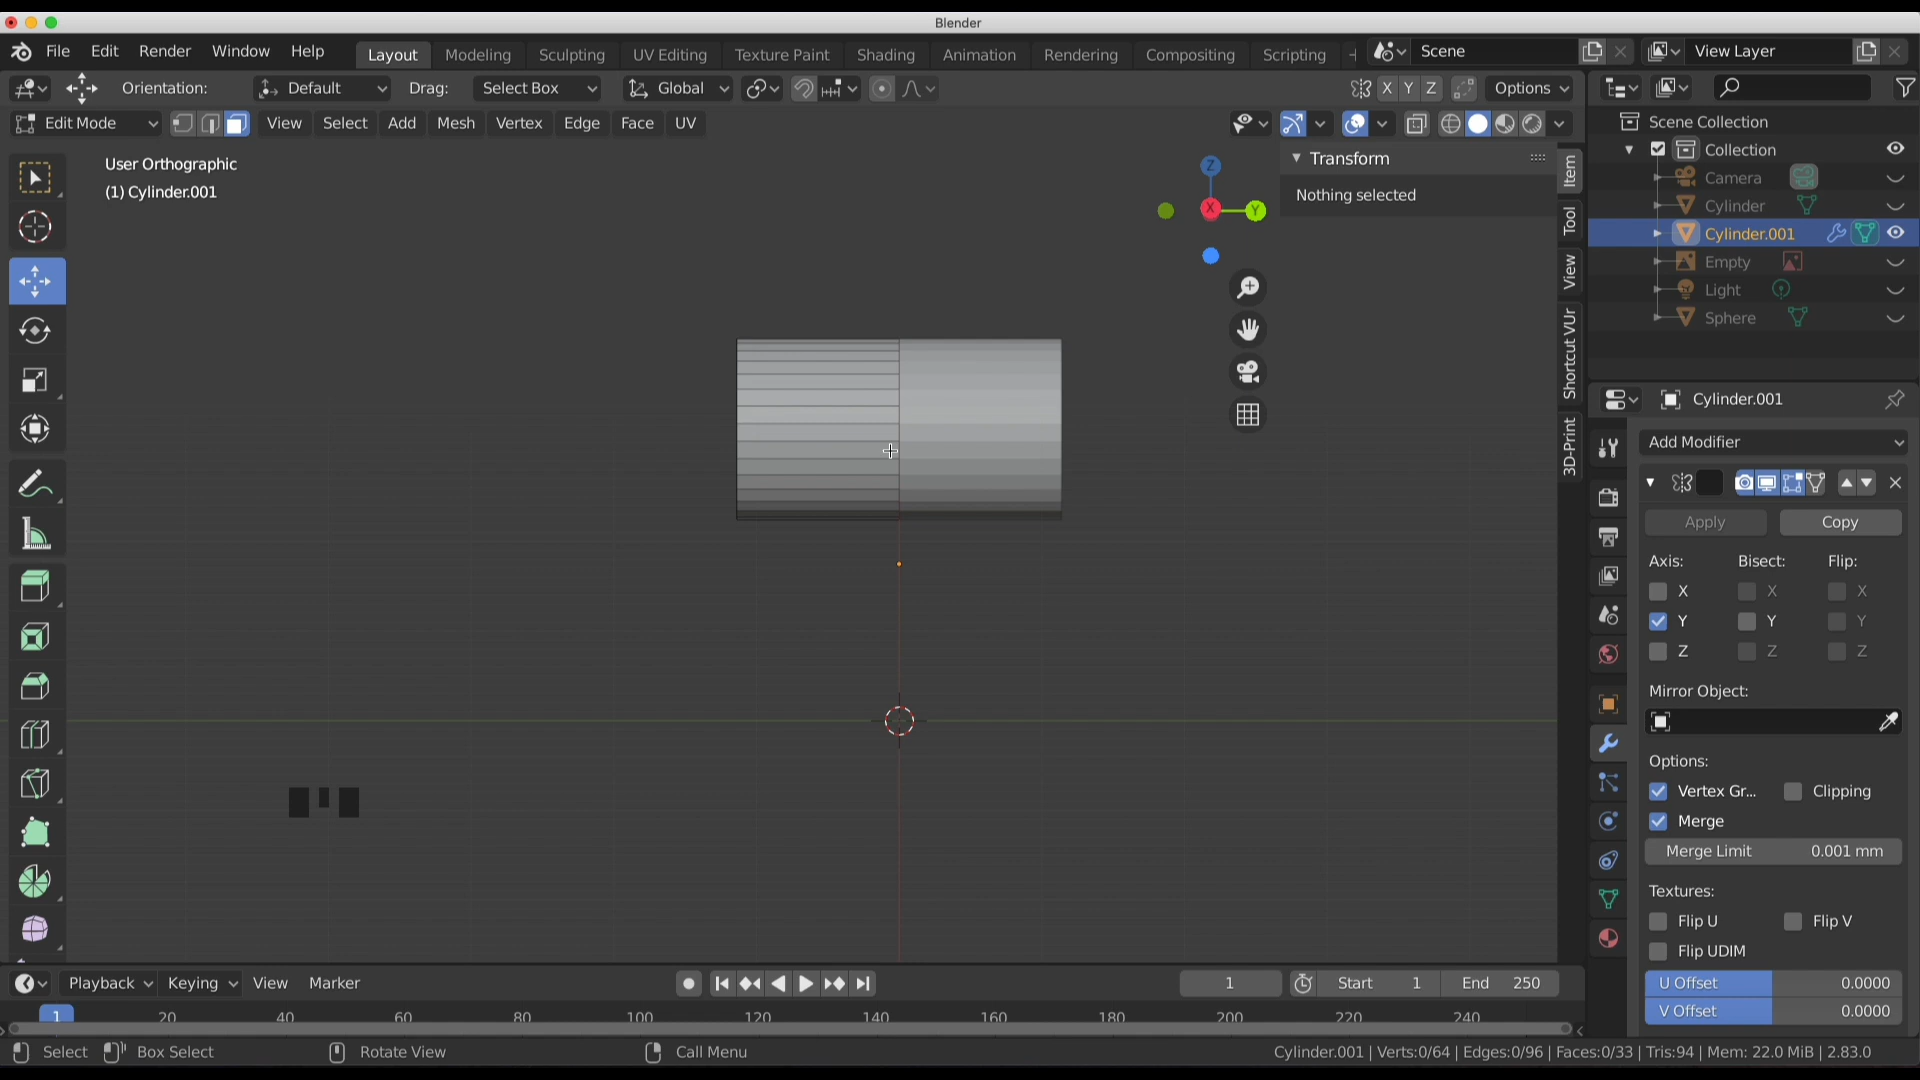 Blender
File Edit Render Window Help Layout Modeling Sculpting UV Editing Texture Paint Shading Animation Rendering Compositing Scripting Scene View Layer
Orientation: Default Drag: Select Box Global X Y Z Options
Edit Mode View Select Add Mesh Vertex Edge Face UV
User Orthographic
(1) Cylinder.001
Z
X
Y
Transform
Nothing selected
Item
Tool
View
Shortcut VUr
3D-Print
Scene Collection
Collection
Camera
Cylinder
Cylinder.001
Empty
Light
Sphere
Cylinder.001
Add Modifier
Apply Copy
Axis: Bisect: Flip:
X X X
Y Y Y
Z Z Z
Mirror Object:
Options:
Vertex Gr... Clipping
Merge
Merge Limit 0.001 mm
Textures:
Flip U Flip V
Flip UDIM
U Offset 0.0000
V Offset 0.0000
Playback Keying View Marker 1 Start 1 End 250
1 20 40 60 80 100 120 140 160 180 200 220 240
Select Box Select Rotate View Call Menu Cylinder.001 | Verts:0/64 | Edges:0/96 | Faces:0/33 | Tris:94 | Mem: 22.0 MiB | 2.83.0